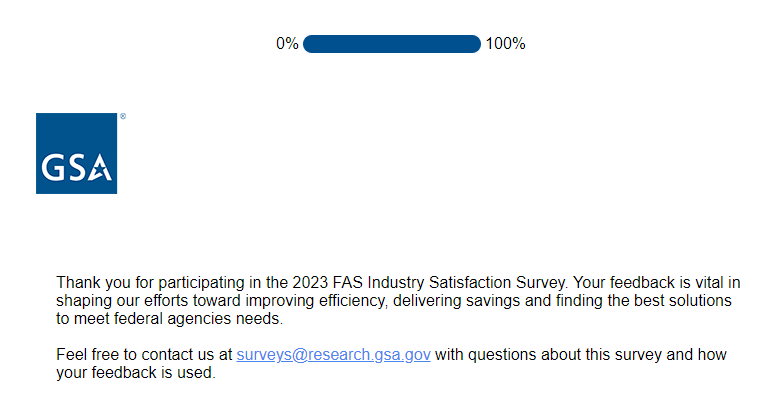 0% 100%
GSA®
Thank you for participating in the 2023 FAS Industry Satisfaction Survey. Your feedback is vital in
shaping our efforts toward improving efficiency, delivering savings and finding the best solutions
to meet federal agencies needs.
Feel free to contact us at surveys@research.gsa.gov with questions about this survey and how
your feedback is used.